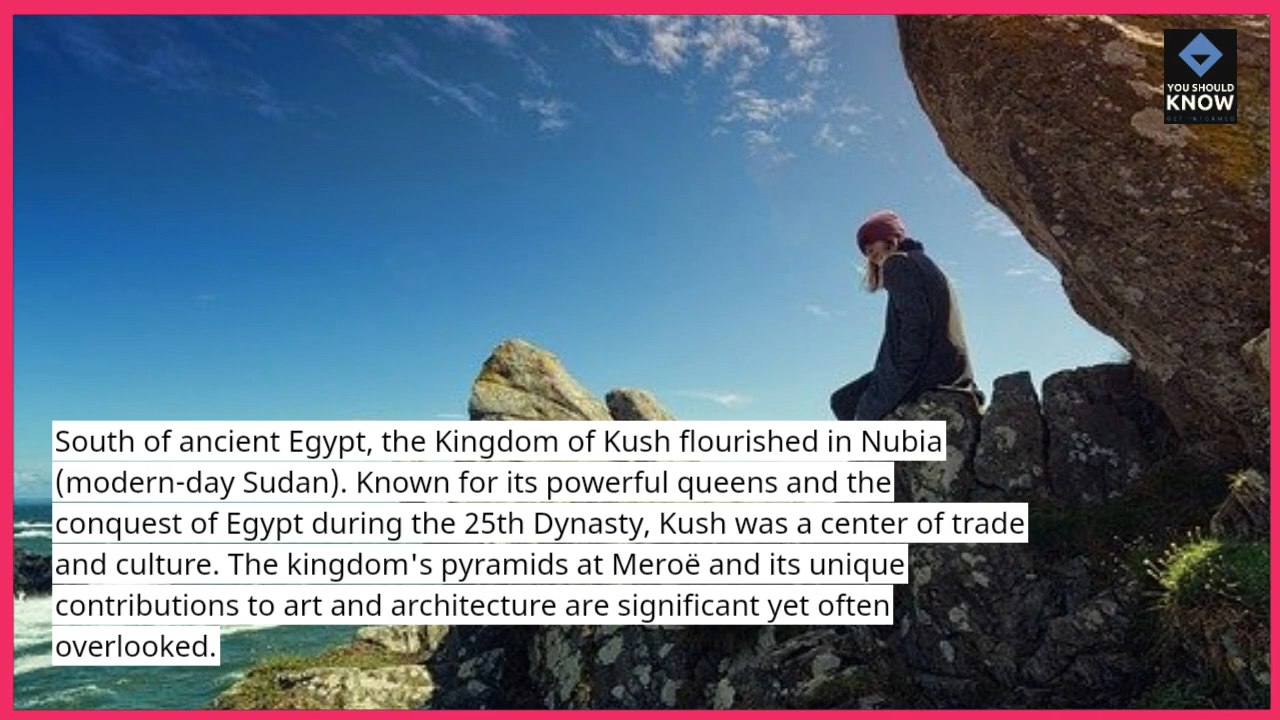 YOU SHOULD
KNOW
GET INFORMED
South of ancient Egypt, the Kingdom of Kush flourished in Nubia
(modern-day Sudan). Known for its powerful queens and the
conquest of Egypt during the 25th Dynasty, Kush was a center of trade
and culture. The kingdom's pyramids at Meroë and its unique
contributions to art and architecture are significant yet often
overlooked.